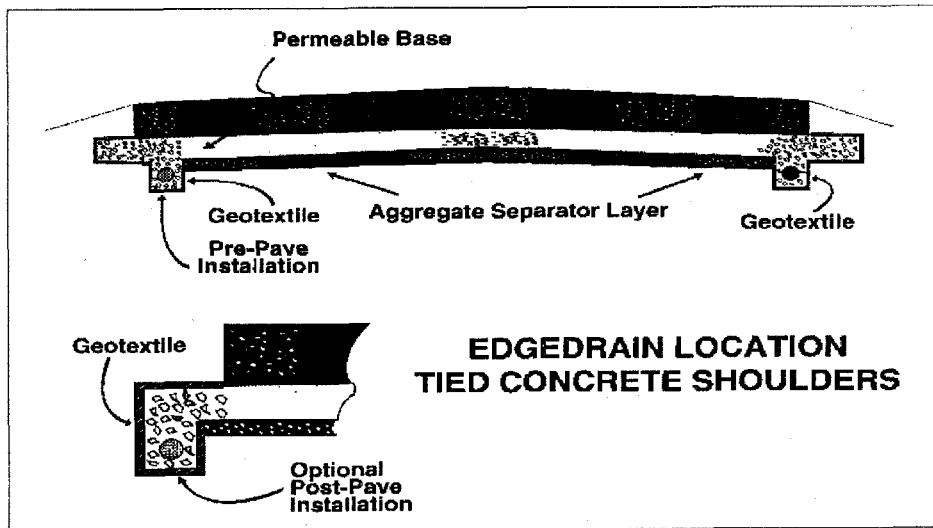 Permeable Base
Geotextile
Aggregate Separator Layer
Geotextile
Pre-Pave
Installation
Geotextile
EDGEDRAIN LOCATION
TIED CONCRETE SHOULDERS
Optional
Post-Pave
Installation